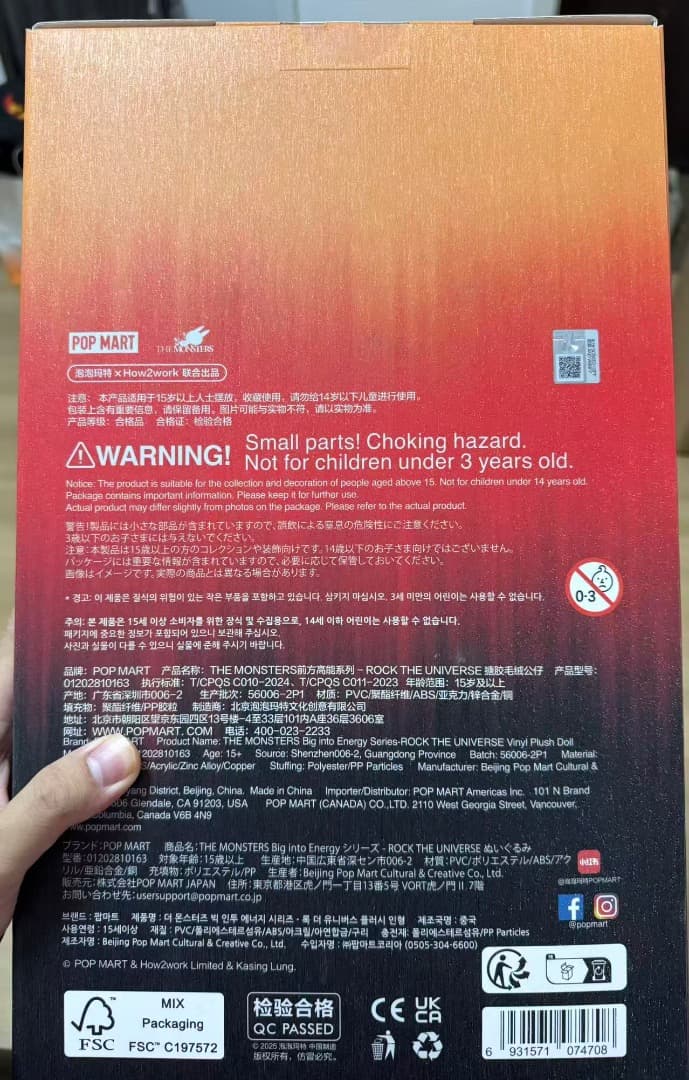 POP MART
THE MONSTERS
泡泡玛特 × How2work 联合出品
注意: 本产品适用于15岁以上人士摆放，收藏使用，请勿给14岁以下儿童进行使用。
包装上含有重要信息，请保留备用，图片可能与实物不符，请以实物为准。
产品等级: 合格品 合格证: 检验合格
WARNING! Small parts! Choking hazard.
Not for children under 3 years old.
Notice: The product is suitable for the collection and decoration of people aged above 15. Not for children under 14 years old.
Package contains important information. Please keep it for further use.
Actual product may differ slightly from photos on the package. Please refer to the actual product.
警告!製品には小さな部品が含まれていますので、誤飲による窒息の危険性にご注意ください。
3歳以下のお子さまには与えないでください。
注意:本製品は15歳以上の方のコレクションや装飾向けです。14歳以下のお子さま向けではございません。
パッケージには重要な情報が含まれていますので、必要に応じて保管しておいてください。
画像はイメージです。実際の商品とは異なる場合があります。
0-3
* 경고: 이 제품은 질식의 위험이 있는 작은 부품을 포함하고 있습니다. 삼키지 마십시오. 3세 미만의 어린이는 사용할 수 없습니다.
주의: 본 제품은 15세 이상 소비자를 위한 장식 및 수집용으로, 14세 이하 어린이는 사용할 수 없습니다.
패키지에 중요한 정보가 포함되어 있으니 보관해 주십시오.
사진과 실물이 다를 수 있으니 실물에 준해 주시기 바랍니다.
品牌: POP MART 产品名称: THE MONSTERS前方高能系列－ROCK THE UNIVERSE 搪胶毛绒公仔 产品型号:
01202810163 执行标准: T/CPQS C010-2024、T/CPQS C011-2023 年龄范围: 15岁及以上
产地: 广东省深圳市006-2 生产批次: 56006-2P1 材质: PVC/聚酯纤维/ABS/亚克力/锌合金/铜
填充物: 聚酯纤维/PP胶粒 制造商: 北京泡泡玛特文化创意有限公司
地址: 北京市朝阳区望京东园四区13号楼-4至33层101内A座36层3606室
网址: WWW.POPMART.COM 电话: 400-023-2233
Brand: RT Product Name: THE MONSTERS Big into Energy Series-ROCK THE UNIVERSE Vinyl Plush Doll
202810163 Age: 15+ Source: Shenzhen006-2, Guangdong Province Batch: 56006-2P1 Material:
S/Acrylic/Zinc Alloy/Copper Stuffing: Polyester/PP Particles Manufacturer: Beijing Pop Mart Cultural &
yang District, Beijing, China. Made in China Importer/Distributor: POP MART Americas Inc. 101 N Brand
606 Glendale, CA 91203, USA POP MART (CANADA) CO.,LTD. 2110 West Georgia Street, Vancouver,
Columbia, Canada V6B 4N9
www.popmart.com
ブランド:POP MART 商品名: THE MONSTERS Big into Energy シリーズ - ROCK THE UNIVERSE ぬいぐるみ
型番: 01202810163 対象年齢:15歳以上 生産地:中国広東省深セン市006-2 材質:PVC/ポリエステル/ABS/アク
リル/亜鉛合金/銅 充填物:ポリエステル/PP 生産者: Beijing Pop Mart Cultural & Creative Co., Ltd.
販売元:株式会社POP MART JAPAN 住所:東京都港区虎ノ門一丁目13番5号 VORT虎ノ門II 7階
お問い合わせ先:usersupport@popmart.co.jp
小红书
@泡泡玛特POPMART
@popmart
브랜드 : 팝마트 제품명 : 더 몬스터즈 빅 인투 에너지 시리즈 - 록 더 유니버스 플러시 인형 제조국명 : 중국
사용연령 : 15세이상 재질 : PVC/폴리에스터섬유/ABS/아크릴/아연합금/구리 충전재: 폴리에스터섬유/PP Particles
제조자명 : Beijing Pop Mart Cultural & Creative Co., Ltd. 수입자명 : ㈜팝마트코리아 (0505-304-6600)
© POP MART & How2work Limited & Kasing Lung.
FSC™
MIX
Packaging
FSC™ C197572
检验合格
QC PASSED
© 2025 泡泡玛特 中国制造
版权所有，仿冒必究。
CE
UK
CA
6 931571 074708